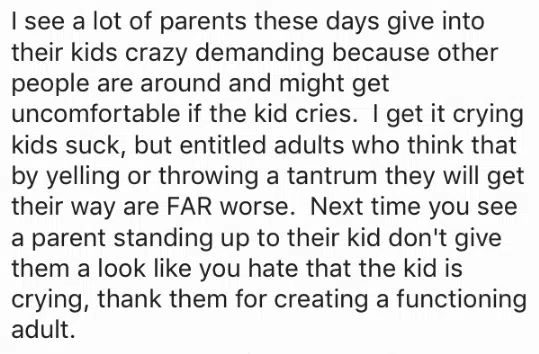 I see a lot of parents these days give into
their kids crazy demanding because other
people are around and might get
uncomfortable if the kid cries.  I get it crying
kids suck, but entitled adults who think that
by yelling or throwing a tantrum they will get
their way are FAR worse.  Next time you see
a parent standing up to their kid don't give
them a look like you hate that the kid is
crying, thank them for creating a functioning
adult.